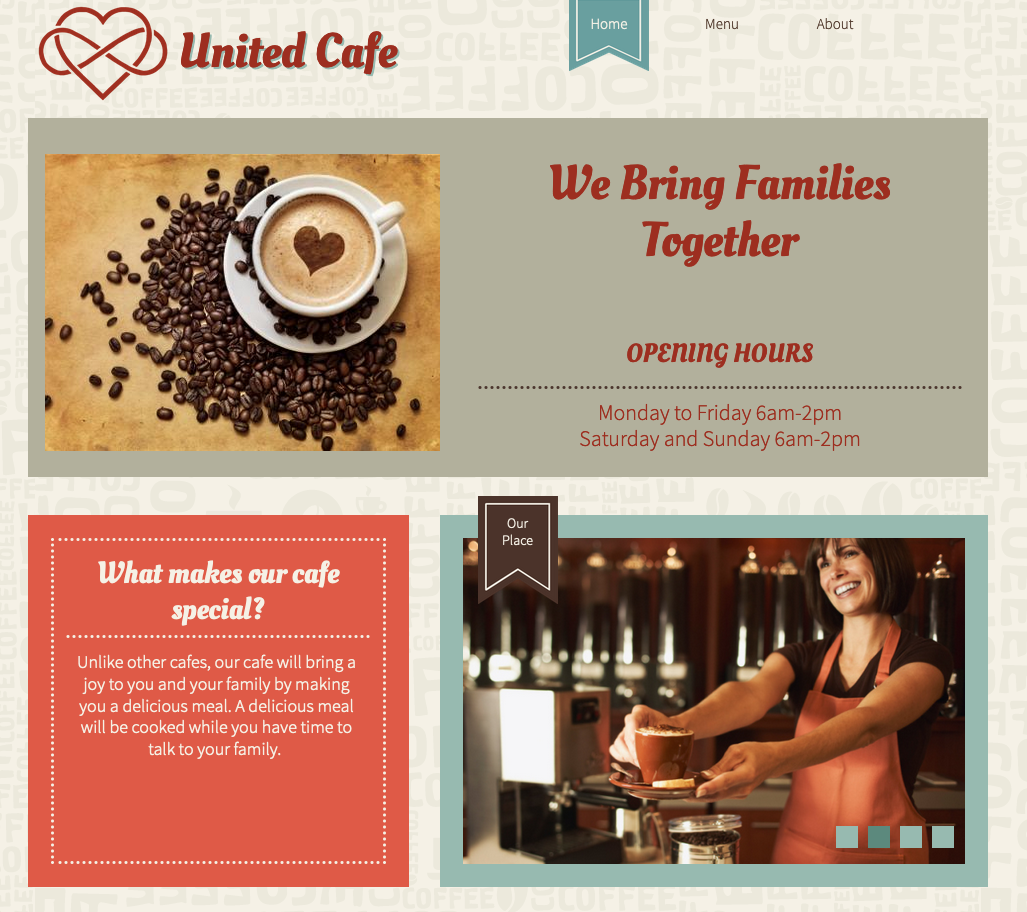 United Cafe
Home
Menu
About
We Bring Families
Together
OPENING HOURS
Monday to Friday 6am-2pm
Saturday and Sunday 6am-2pm
What makes our cafe
special?
Unlike other cafes, our cafe will bring a
joy to you and your family by making
you a delicious meal. A delicious meal
will be cooked while you have time to
talk to your family.
Our
Place